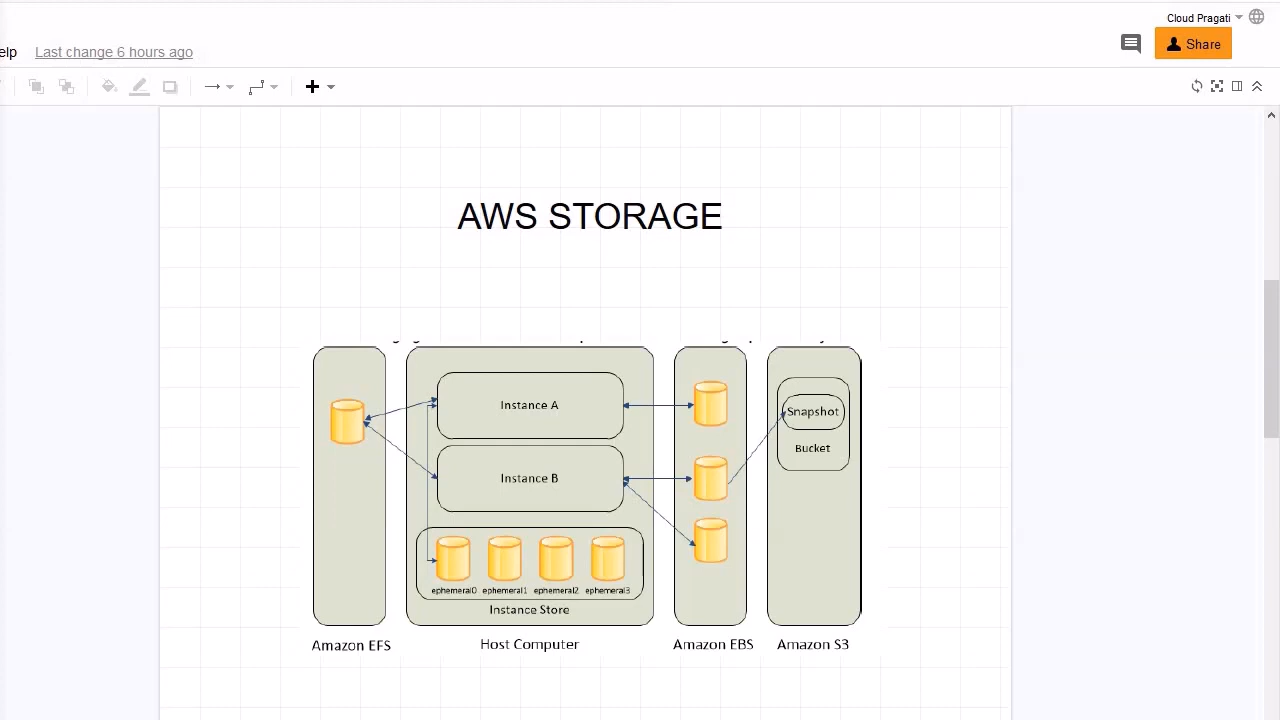 Cloud Pragati
elp Last change 6 hours ago
Share
AWS STORAGE
Instance A
Snapshot
Bucket
Instance B
ephemeral0 ephemeral1 ephemeral2 ephemeral3
Instance Store
Amazon EFS Host Computer Amazon EBS Amazon S3